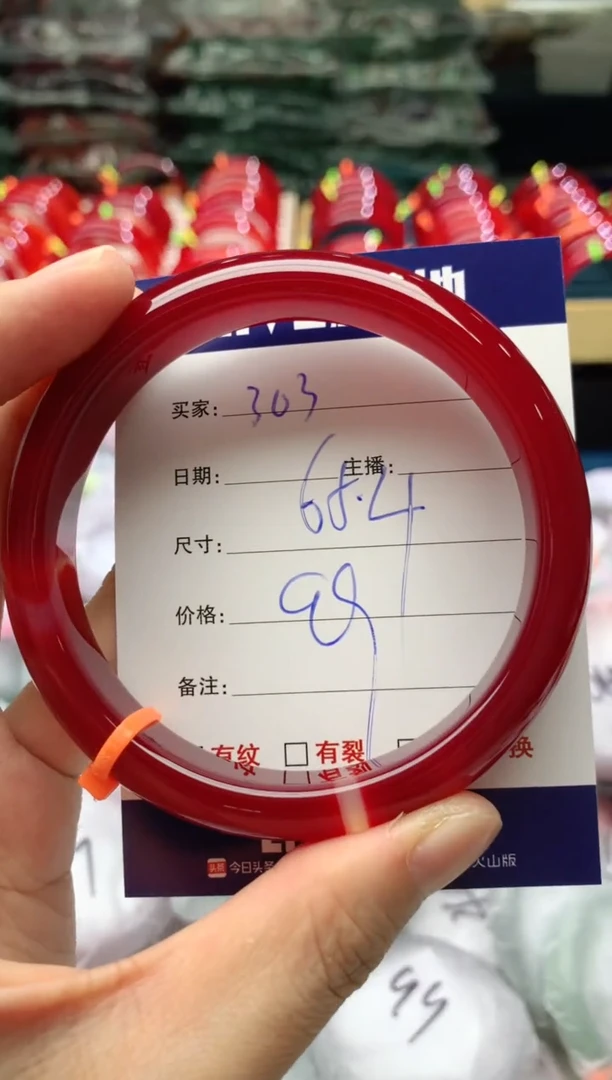 买家: 303
日期: 主播:
68.4
尺寸:
价格: 98
备注:
有纹 □ 有裂 □ 换
今日头条 火山版